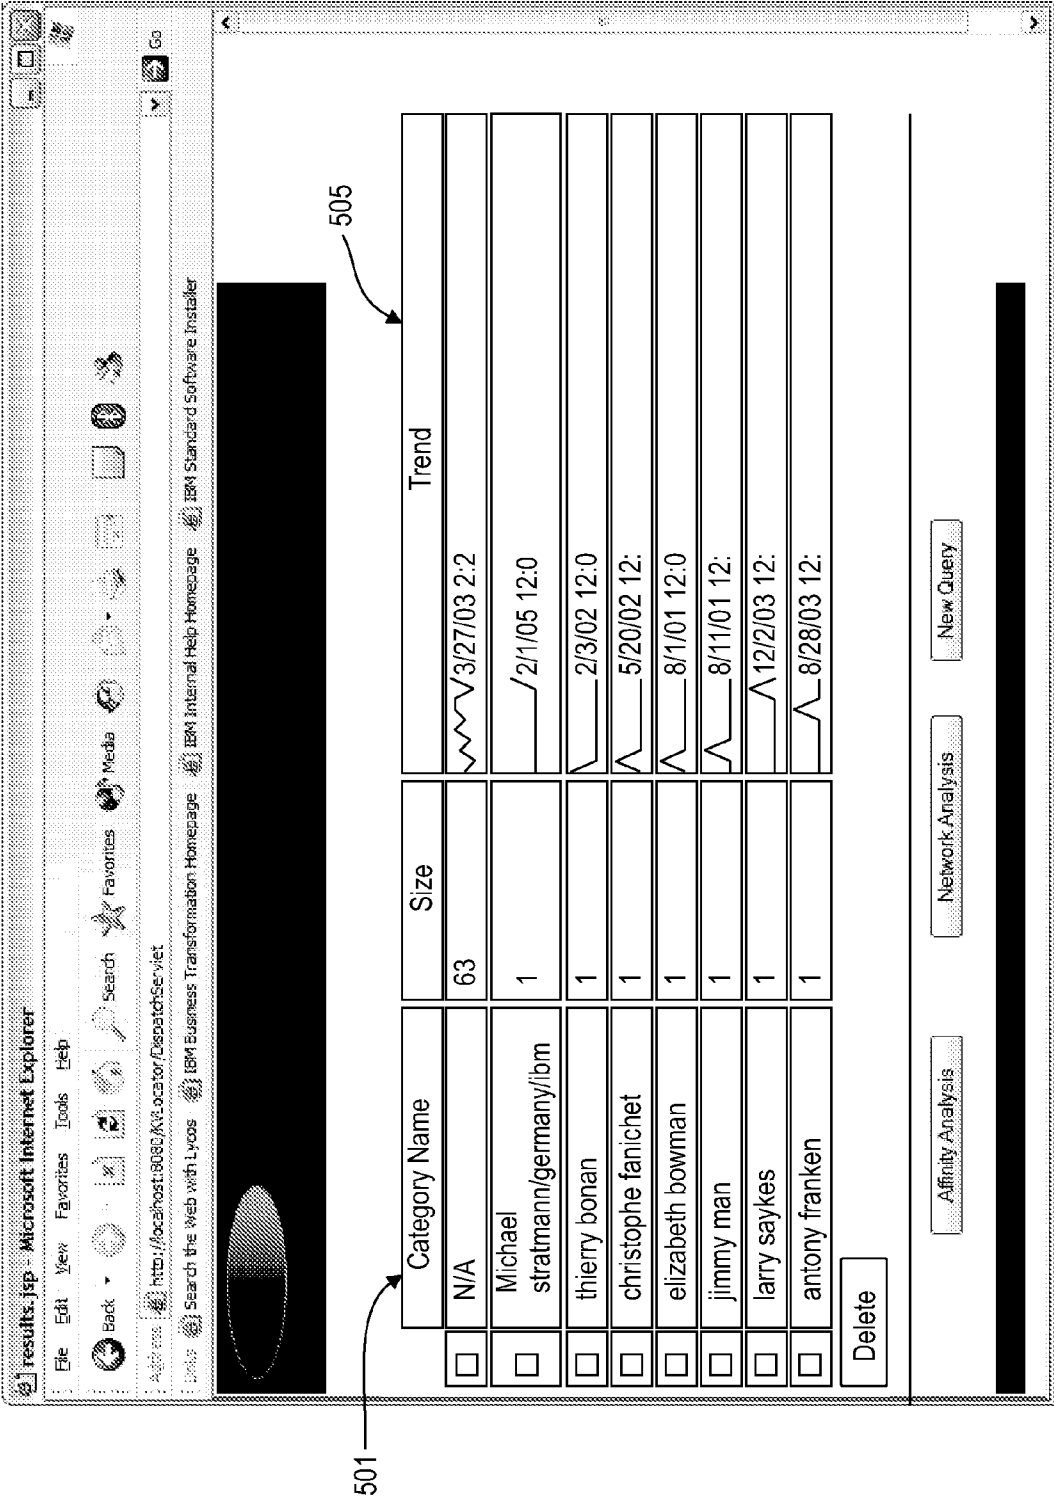 results.jsp - Microsoft Internet Explorer
File Edit View Favorites Tools Help
Back Search Favorites Media
Address http://localhost:8080/KVLocator/DispatchServlet Go
Links Search the Web with Lycos IBM Business Transformation Homepage IBM Internal Help Homepage IBM Standard Software Installer
501
505
Category Name Size Trend
N/A 63 3/27/03 2:2
Michael
stratmann/germany/ibm 1 2/1/05 12:0
thierry bonan 1 2/3/02 12:0
christophe fanichet 1 5/20/02 12:
elizabeth bowman 1 8/1/01 12:0
jimmy man 1 8/11/01 12:
larry saykes 1 12/2/03 12:
antony franken 1 8/28/03 12:
Delete
Affinity Analysis Network Analysis New Query